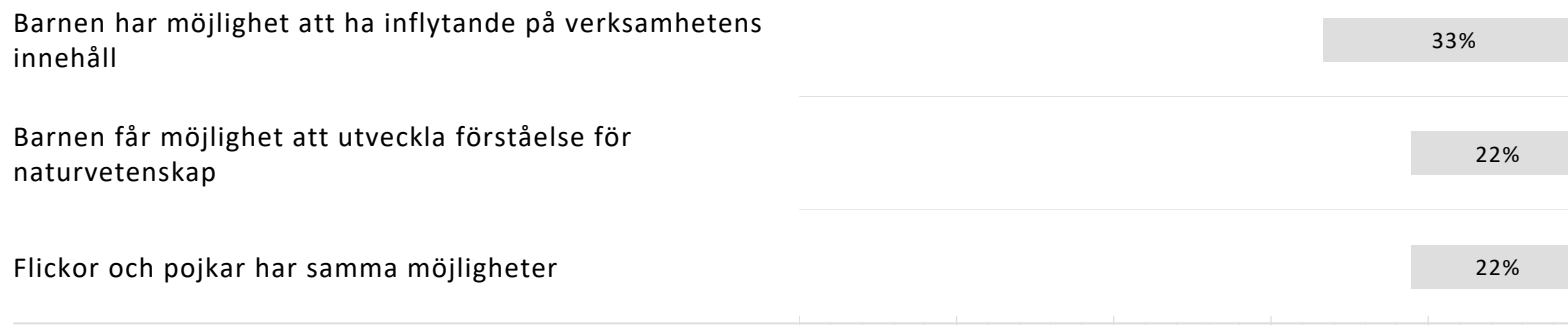 Barnen har möjlighet att ha inflytande på verksamhetens
innehåll
33%
Barnen får möjlighet att utveckla förståelse för
naturvetenskap
22%
Flickor och pojkar har samma möjligheter
22%